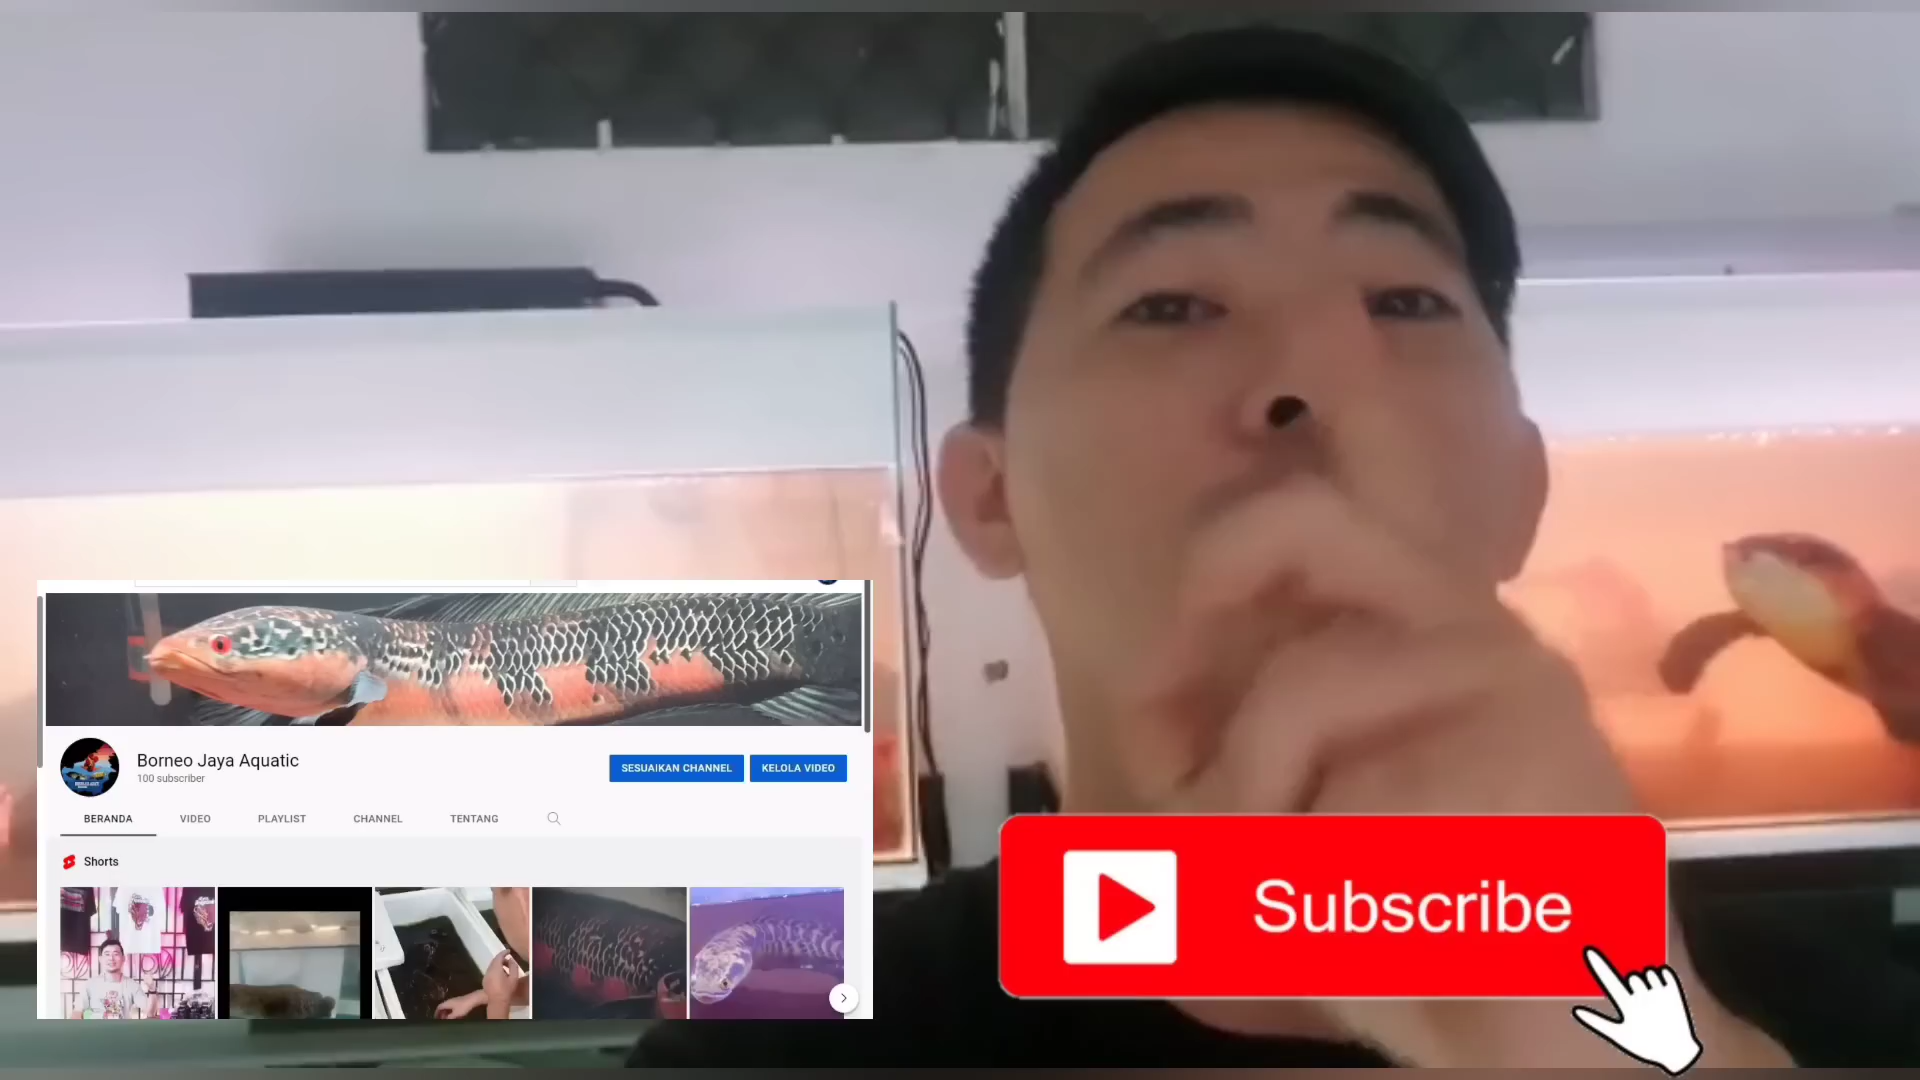 Borneo Jaya Aquatic
100 subscriber
SESUAIKAN CHANNEL
KELOLA VIDEO
BERANDA
VIDEO
PLAYLIST
CHANNEL
TENTANG
Shorts
Subscribe